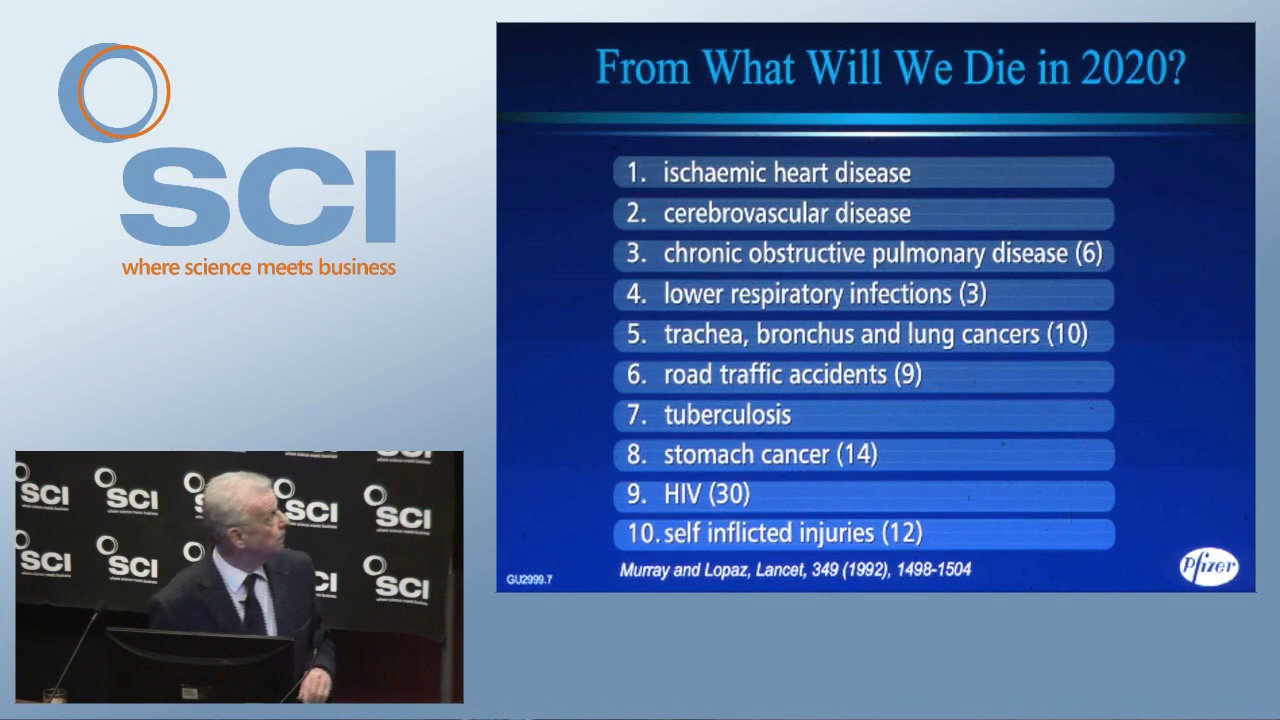 SCI
where science meets business
From What Will We Die in 2020?
1. ischaemic heart disease
2. cerebrovascular disease
3. chronic obstructive pulmonary disease (6)
4. lower respiratory infections (3)
5. trachea, bronchus and lung cancers (10)
6. road traffic accidents (9)
7. tuberculosis
8. stomach cancer (14)
9. HIV (30)
10. self inflicted injuries (12)
Murray and Lopaz, Lancet, 349 (1992), 1498-1504
GU2999.7
Pfizer
SCI
SCI
SCI
SCI
SCI
SCI
SCI
SCI